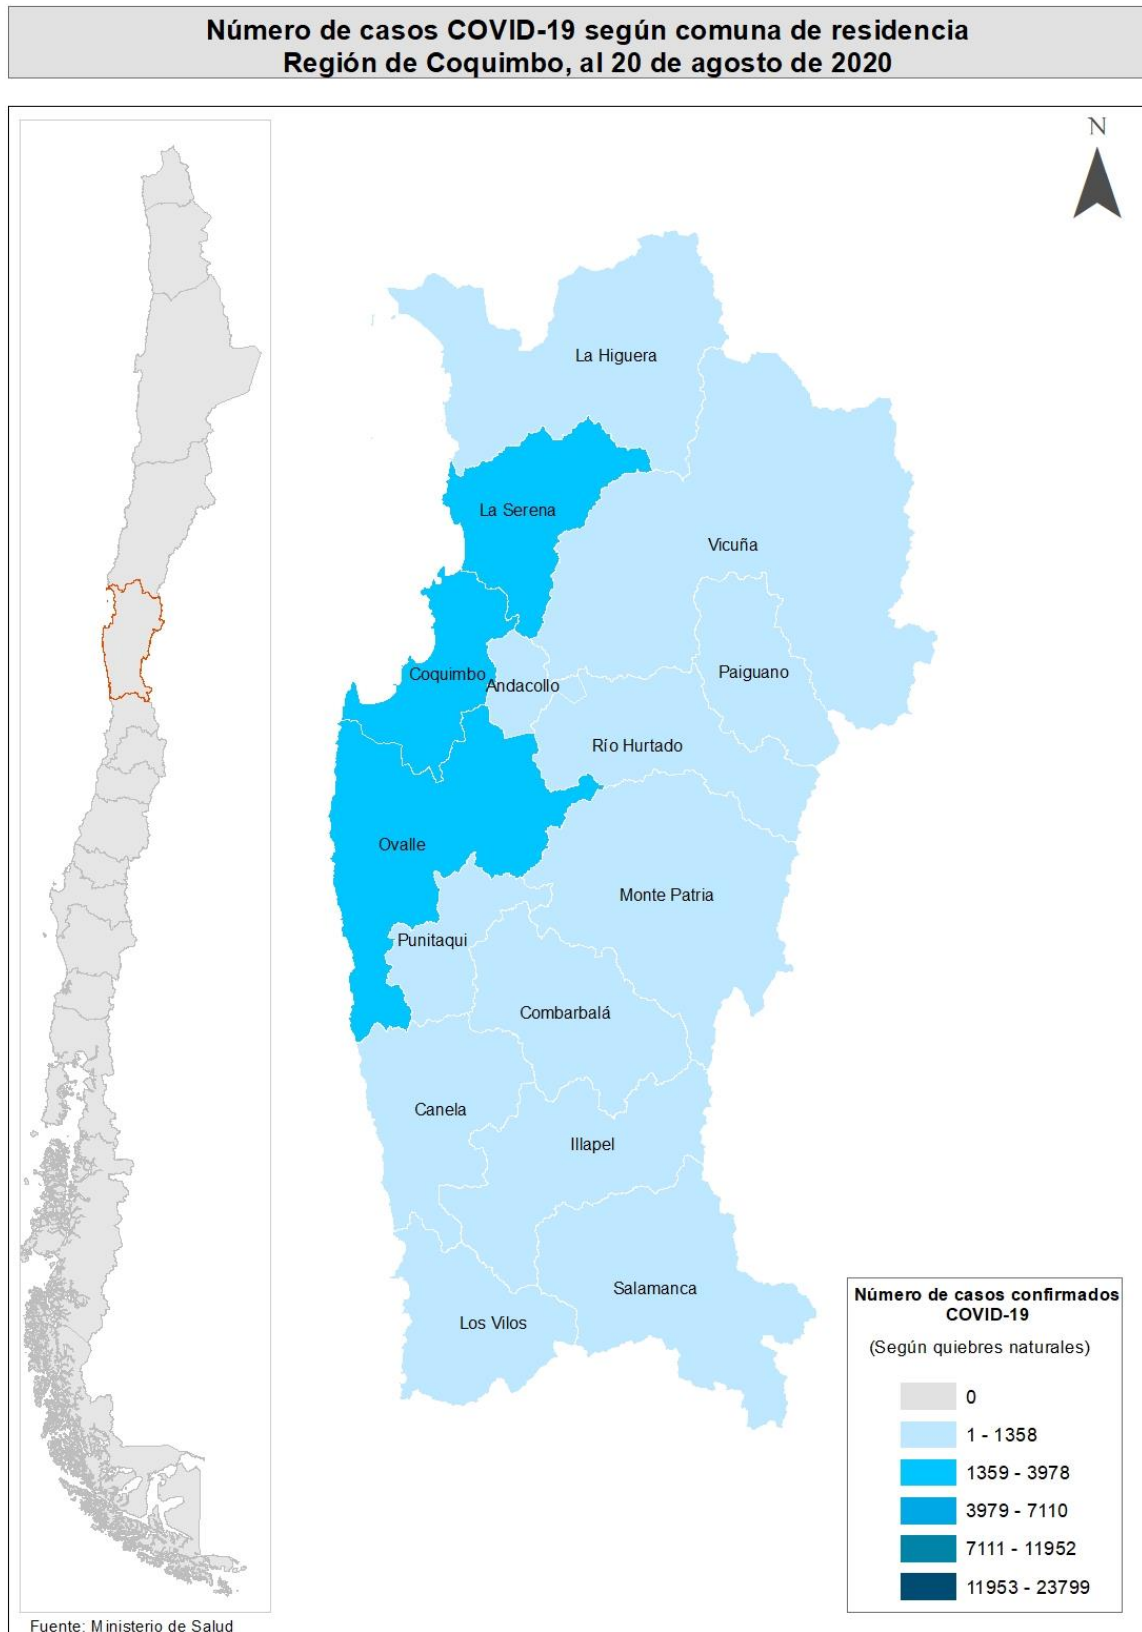 Número de casos COVID-19 según comuna de residencia
Región de Coquimbo, al 20 de agosto de 2020
N
La Higuera
La Serena
Vicuña
Coquimbo
Andacollo
Paiguano
Río Hurtado
Ovalle
Monte Patria
Punitaqui
Combarbalá
Canela
Illapel
Salamanca
Los Vilos
Número de casos confirmados
COVID-19
(Según quiebres naturales)
0
1 - 1358
1359 - 3978
3979 - 7110
7111 - 11952
11953 - 23799
Fuente: Ministerio de Salud